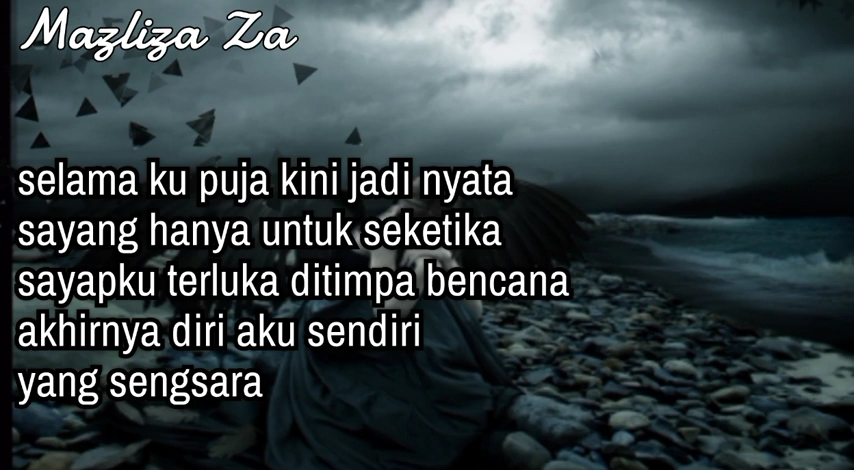 Mazliza Za
selama ku puja kini jadi nyata
sayang hanya untuk seketika
sayapku terluka ditimpa bencana
akhirnya diri aku sendiri
yang sengsara